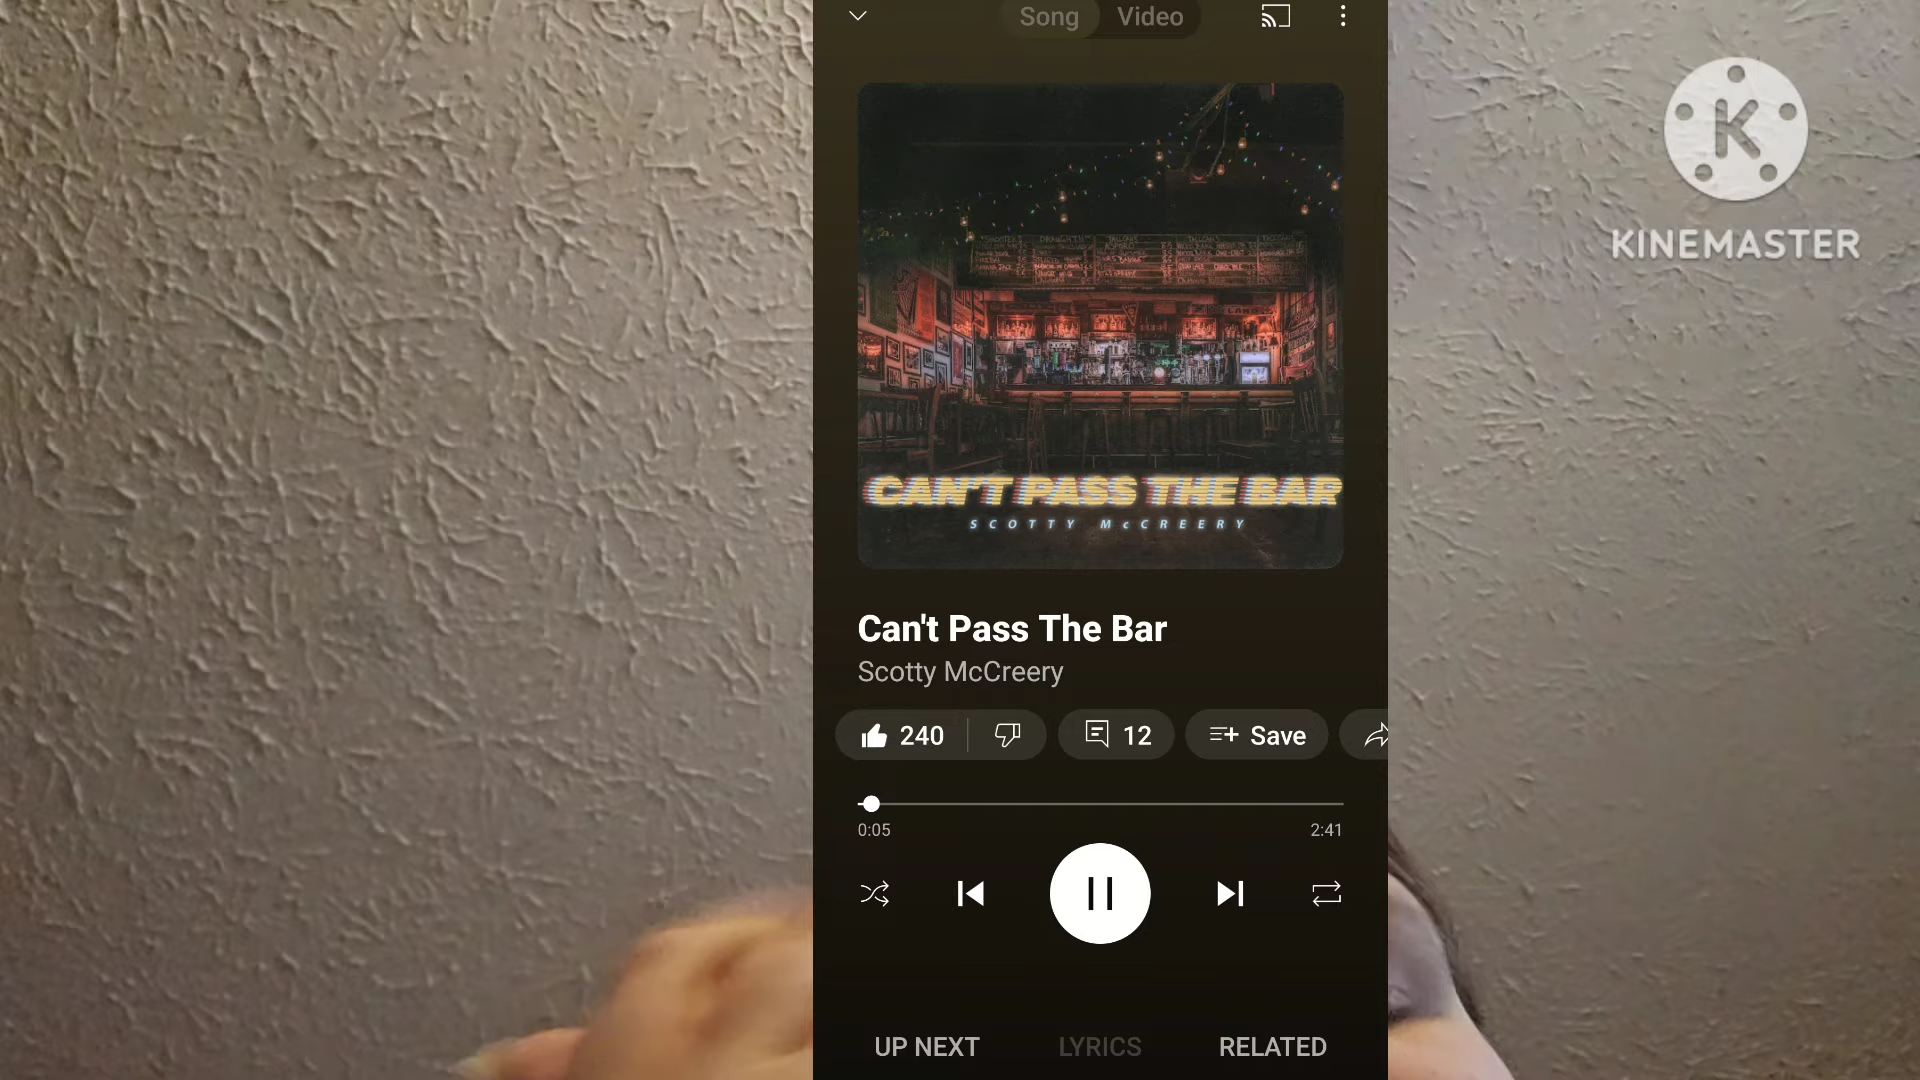 Song Video
K
KINEMASTER
CAN'T PASS THE BAR
SCOTTY McCREERY
Can't Pass The Bar
Scotty McCreery
240 12 Save
0:05 2:41
UP NEXT LYRICS RELATED